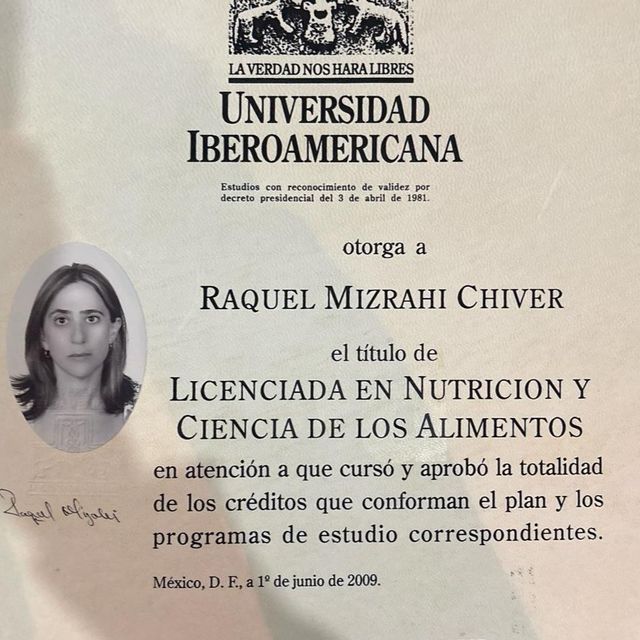 LA VERDAD NOS HARA LIBRES
UNIVERSIDAD
IBEROAMERICANA
Estudios con reconocimiento de validez por
decreto presidencial del 3 de abril de 1981.
otorga a
RAQUEL MIZRAHI CHIVER
el título de
LICENCIADA EN NUTRICION Y
CIENCIA DE LOS ALIMENTOS
en atención a que cursó y aprobó la totalidad
de los créditos que conforman el plan y los
programas de estudio correspondientes.
Raquel Mizrahi
México, D. F., a 1º de junio de 2009.